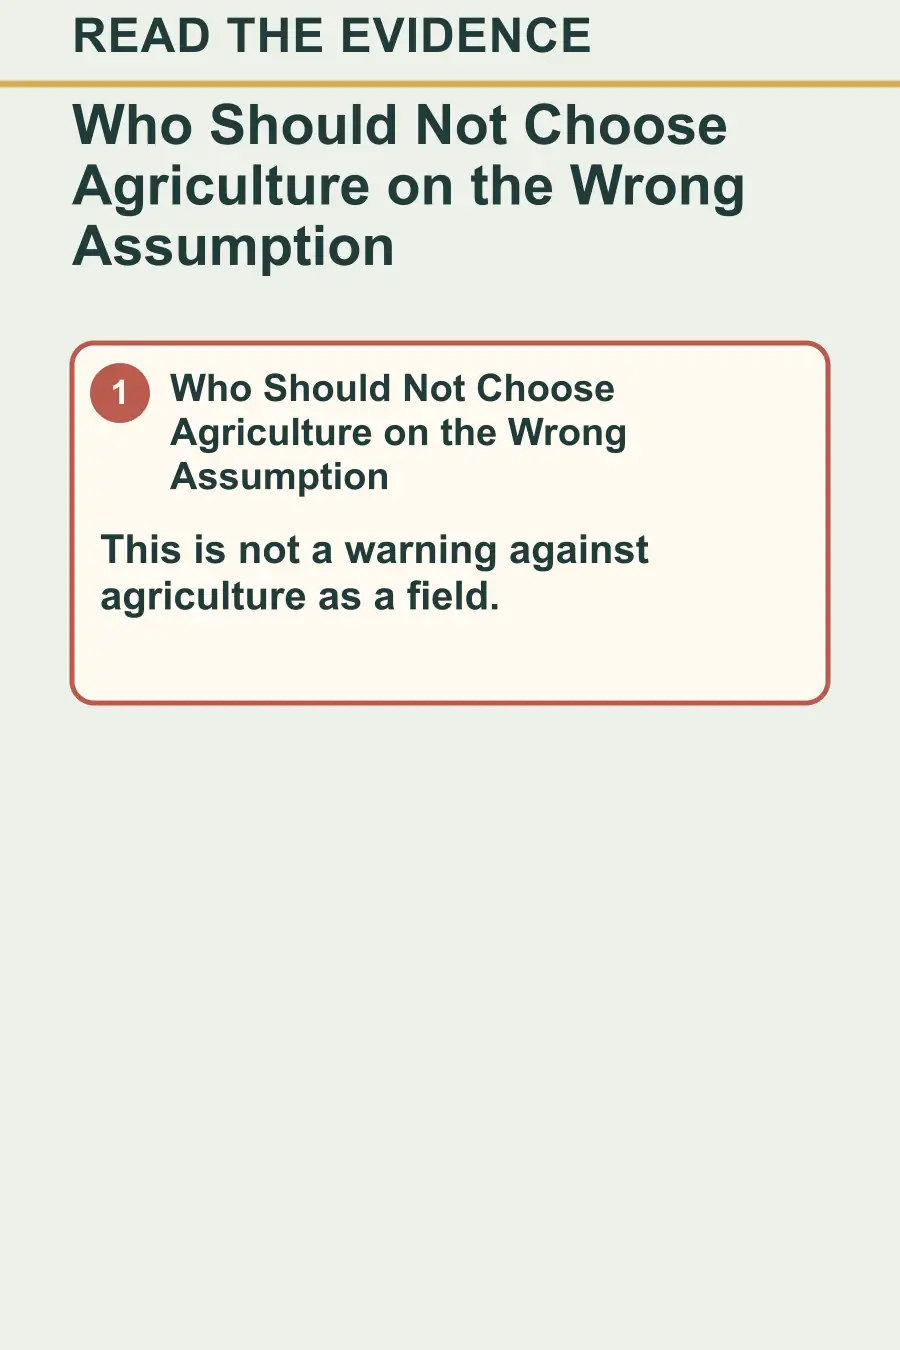 READ THE EVIDENCE
Who Should Not Choose
Agriculture on the Wrong
Assumption
1
Who Should Not Choose
Agriculture on the Wrong
Assumption
This is not a warning against
agriculture as a field.